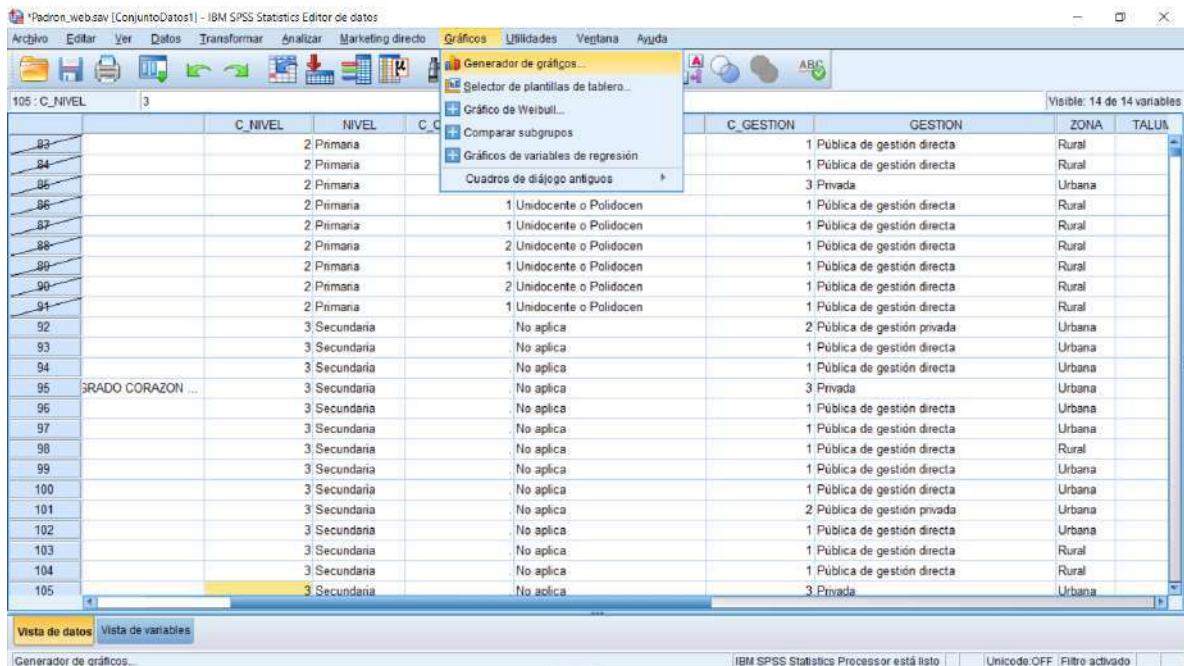 *Padron_web.sav [ConjuntoDatos1] - IBM SPSS Statistics Editor de datos
Archivo Editar Ver Datos Transformar Analizar Marketing directo Gráficos Utilidades Ventana Ayuda
Generador de gráficos...
Selector de plantillas de tablero...
Gráfico de Weibull...
Comparar subgrupos
Gráficos de variables de regresión
Cuadros de diálogo antiguos
105 : C_NIVEL 3 Visible: 14 de 14 variables
C_NIVEL NIVEL C_C C_GESTION GESTION ZONA TALUM
83 2 Primaria 1 Pública de gestión directa Rural
84 2 Primaria 1 Pública de gestión directa Rural
85 2 Primaria 3 Privada Urbana
86 2 Primaria 1 Unidocente o Polidocen 1 Pública de gestión directa Rural
87 2 Primaria 1 Unidocente o Polidocen 1 Pública de gestión directa Rural
88 2 Primaria 2 Unidocente o Polidocen 1 Pública de gestión directa Rural
89 2 Primaria 1 Unidocente o Polidocen 1 Pública de gestión directa Rural
90 2 Primaria 2 Unidocente o Polidocen 1 Pública de gestión directa Rural
91 2 Primaria 1 Unidocente o Polidocen 1 Pública de gestión directa Rural
92 3 Secundaria . No aplica 2 Pública de gestión privada Urbana
93 3 Secundaria . No aplica 1 Pública de gestión directa Urbana
94 3 Secundaria . No aplica 1 Pública de gestión directa Urbana
95 GRADO CORAZON ... 3 Secundaria . No aplica 3 Privada Urbana
96 3 Secundaria . No aplica 1 Pública de gestión directa Urbana
97 3 Secundaria . No aplica 1 Pública de gestión directa Urbana
98 3 Secundaria . No aplica 1 Pública de gestión directa Rural
99 3 Secundaria . No aplica 1 Pública de gestión directa Urbana
100 3 Secundaria . No aplica 1 Pública de gestión directa Urbana
101 3 Secundaria . No aplica 2 Pública de gestión privada Urbana
102 3 Secundaria . No aplica 1 Pública de gestión directa Urbana
103 3 Secundaria . No aplica 1 Pública de gestión directa Rural
104 3 Secundaria . No aplica 1 Pública de gestión directa Rural
105 3 Secundaria . No aplica 3 Privada Urbana
Vista de datos Vista de variables
Generador de gráficos... IBM SPSS Statistics Processor está listo Unicode:OFF Filtro activado